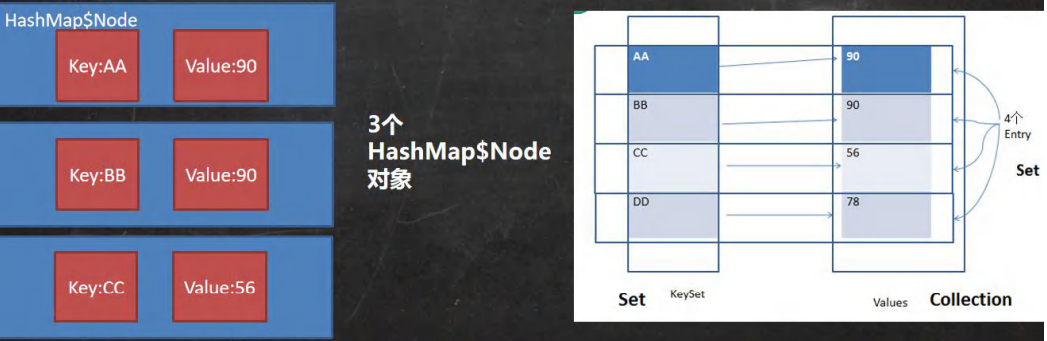 HashMap$Node
Key:AA
Value:90
Key:BB
Value:90
Key:CC
Value:56
3个
HashMap$Node
对象
AA
90
BB
90
CC
56
DD
78
4个
Entry
Set
Set
KeySet
Values
Collection